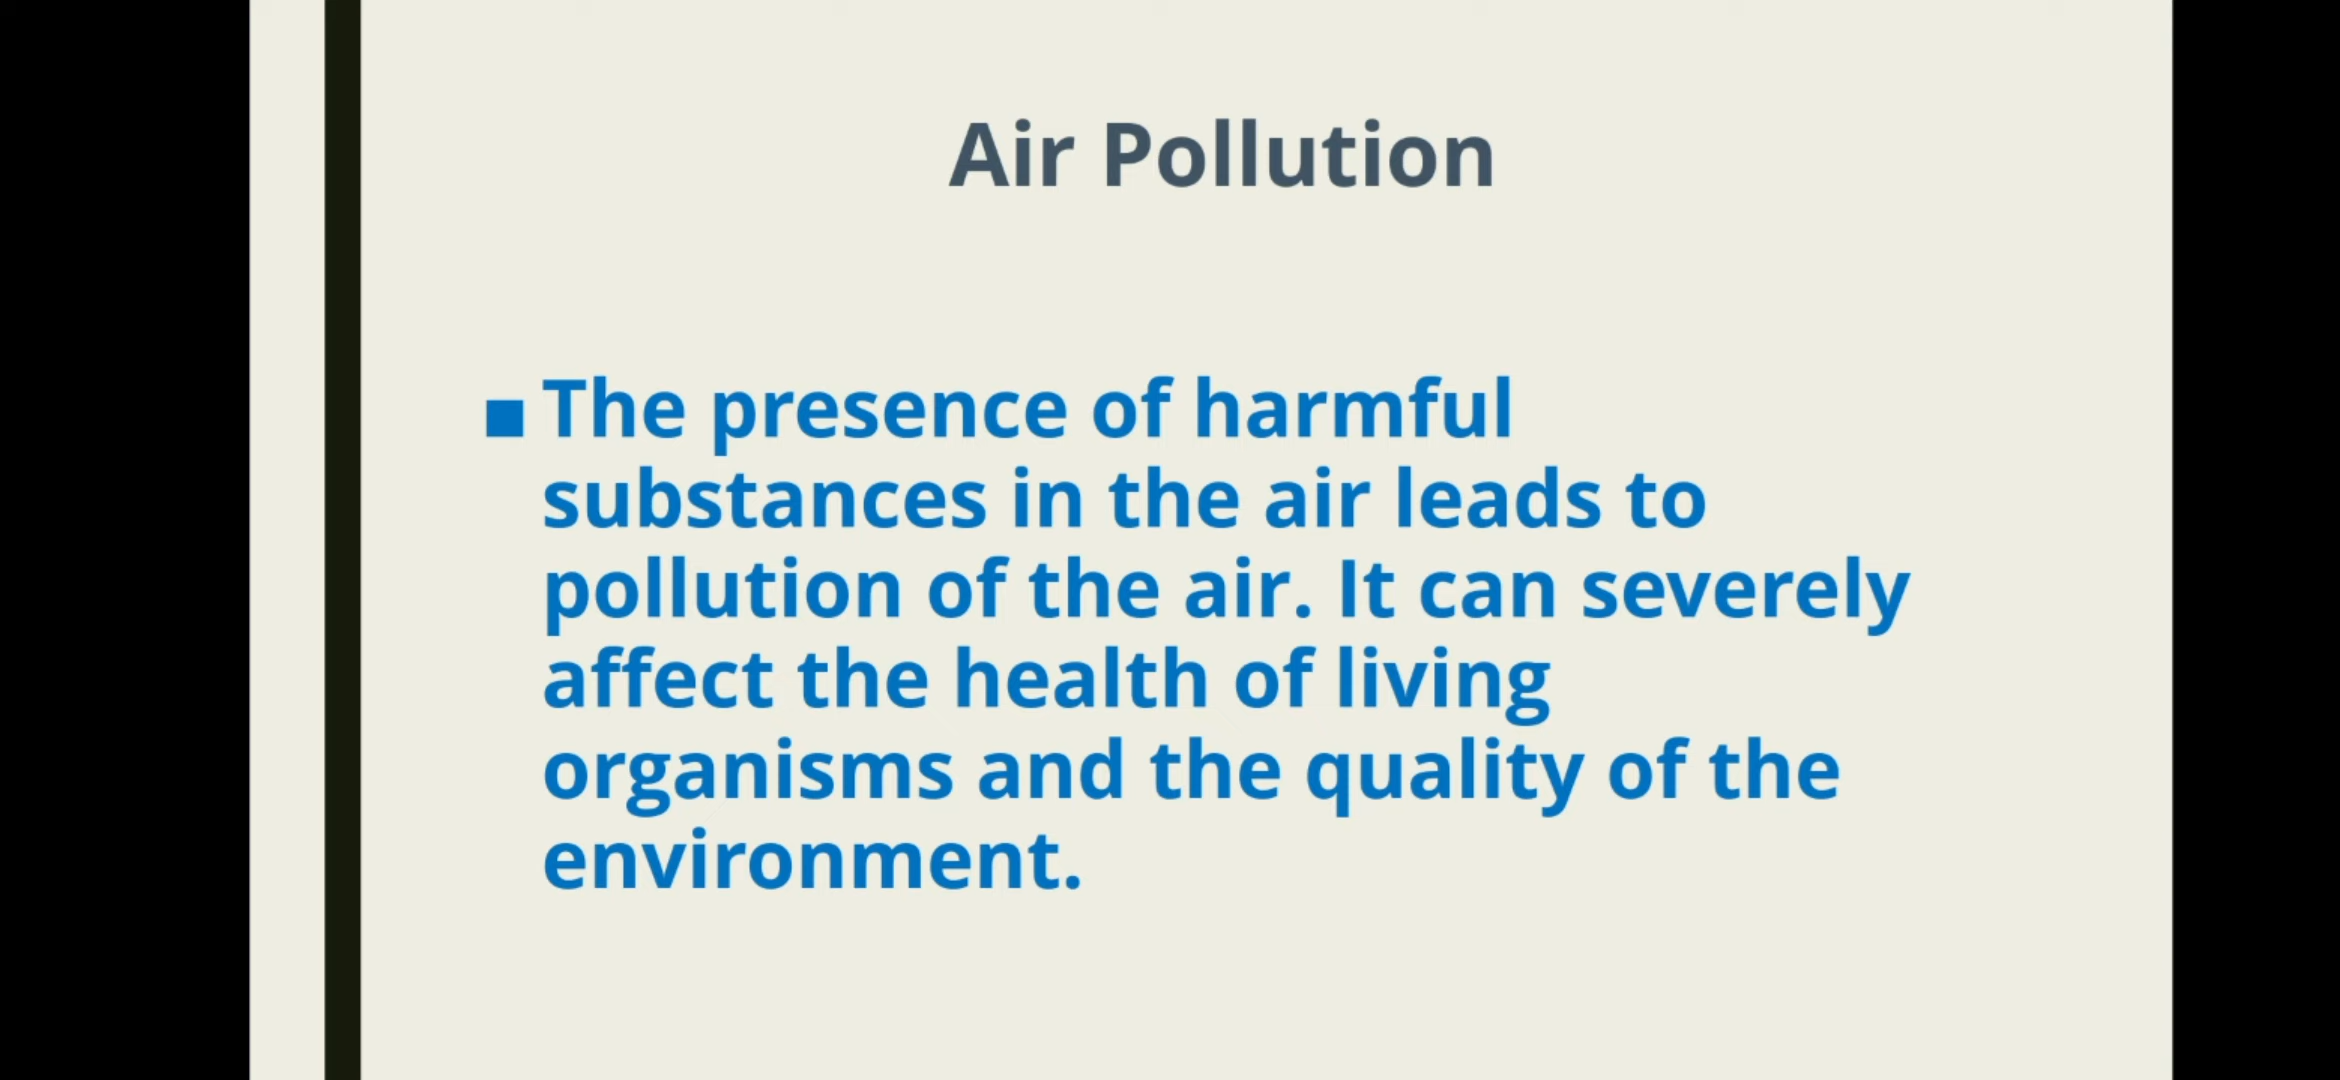 Air Pollution
The presence of harmful
substances in the air leads to
pollution of the air. It can severely
affect the health of living
organisms and the quality of the
environment.